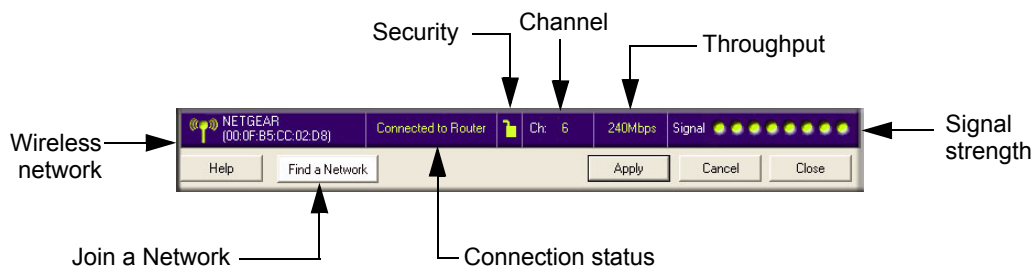 Security
Channel
Throughput
Wireless
network
NETGEAR
(00:0F:B5:CC:02:D8)
Connected to Router
Ch: 6
240Mbps
Signal
Signal
strength
Help
Find a Network
Apply
Cancel
Close
Join a Network
Connection status